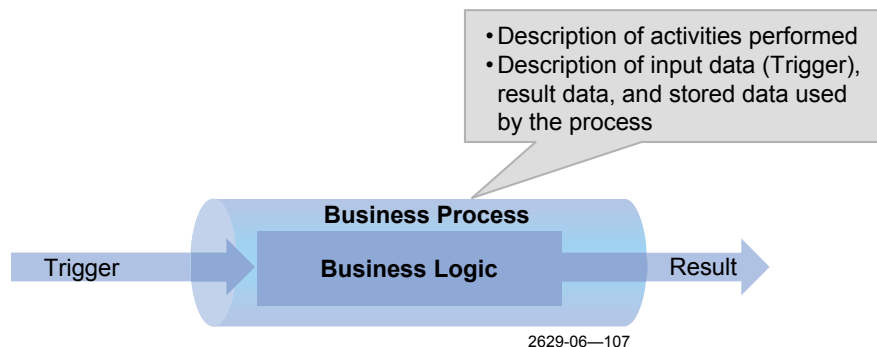 • Description of activities performed
• Description of input data (Trigger),
result data, and stored data used
by the process
Business Process
Trigger
Business Logic
Result
2629-06—107